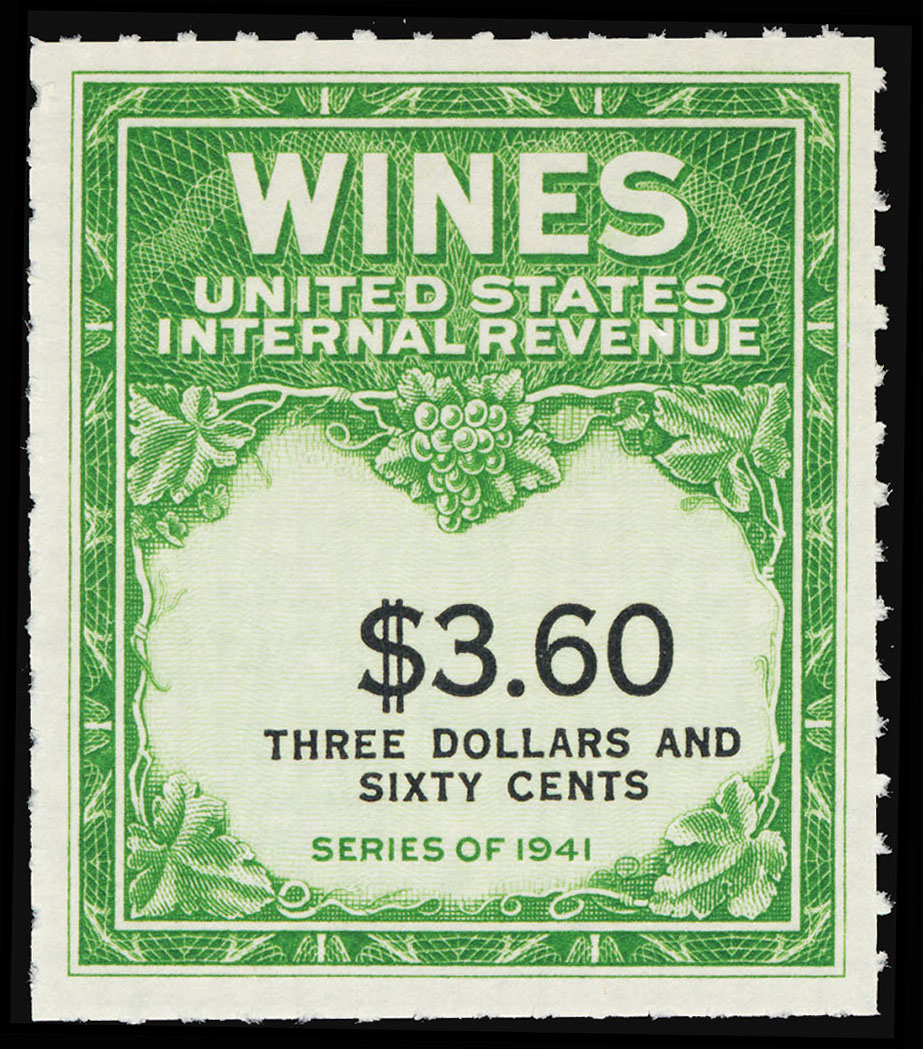 WINES
UNITED STATES
INTERNAL REVENUE
$3.60
THREE DOLLARS AND
SIXTY CENTS
SERIES OF 1941